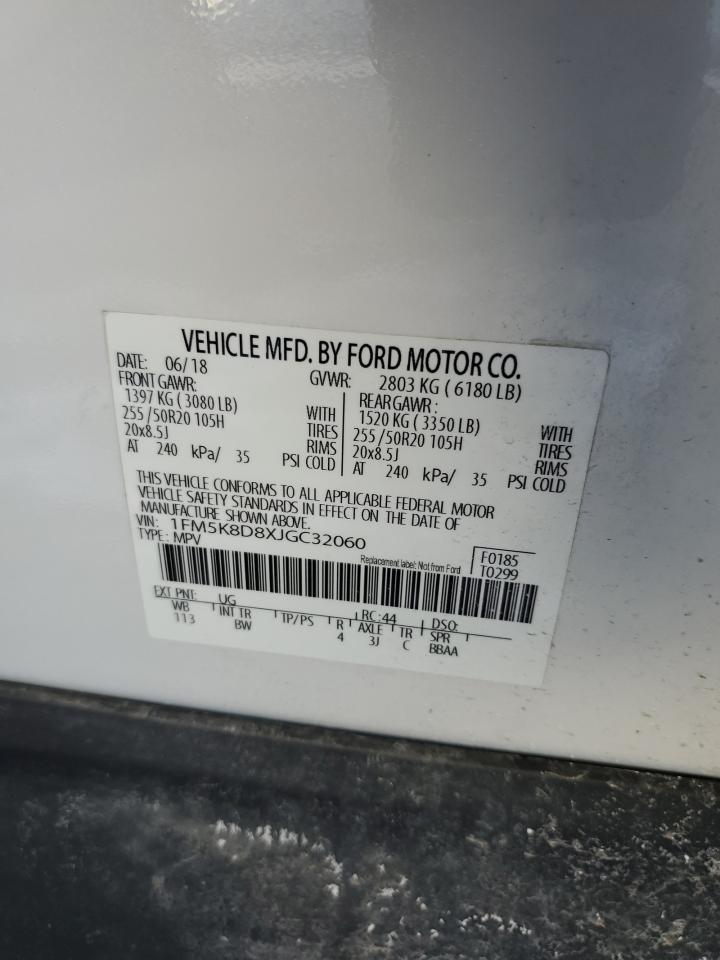 VEHICLE MFD. BY FORD MOTOR CO.
DATE: 06/18 GVWR: 2803 KG ( 6180 LB)
FRONT GAWR: REAR GAWR :
1397 KG ( 3080 LB) WITH 1520 KG ( 3350 LB) WITH
255 /50R20 105H TIRES 255 /50R20 105H TIRES
20x8.5J RIMS 20x8.5J RIMS
AT 240 kPa/ 35 PSI COLD AT 240 kPa/ 35 PSI COLD
THIS VEHICLE CONFORMS TO ALL APPLICABLE FEDERAL MOTOR
VEHICLE SAFETY STANDARDS IN EFFECT ON THE DATE OF
MANUFACTURE SHOWN ABOVE.
VIN: 1FM5K8D8XJGC32060
TYPE: MPV
Replacement label: Not from Ford
F0185
T0299
EXT PNT: UG RC: 44 DSO:
WB INT TR TP/PS R AXLE TR SPR
113 BW 4 3J C BBAA